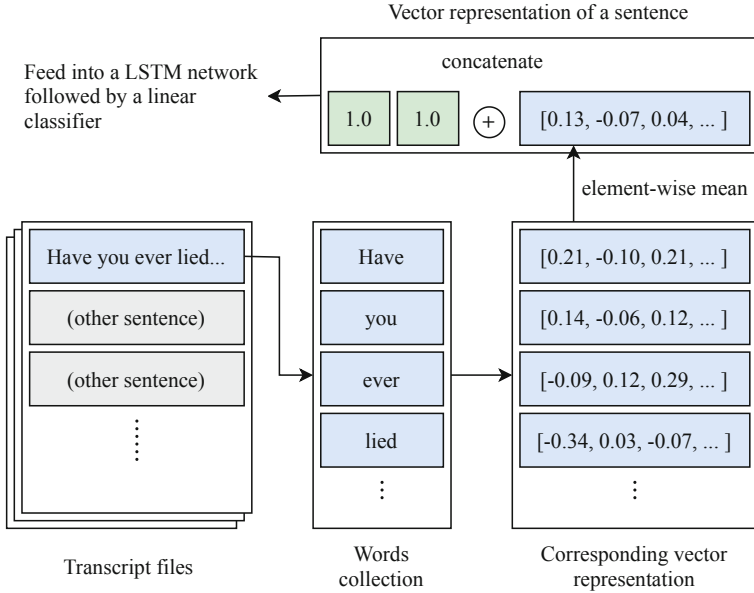 Vector representation of a sentence
concatenate
Feed into a LSTM network
followed by a linear
classifier
1.0
1.0
+
[0.13, -0.07, 0.04, ... ]
element-wise mean
Have you ever lied...
(other sentence)
(other sentence)
......
Have
you
ever
lied
...
[0.21, -0.10, 0.21, ... ]
[0.14, -0.06, 0.12, ... ]
[-0.09, 0.12, 0.29, ... ]
[-0.34, 0.03, -0.07, ... ]
...
Transcript files
Words
collection
Corresponding vector
representation